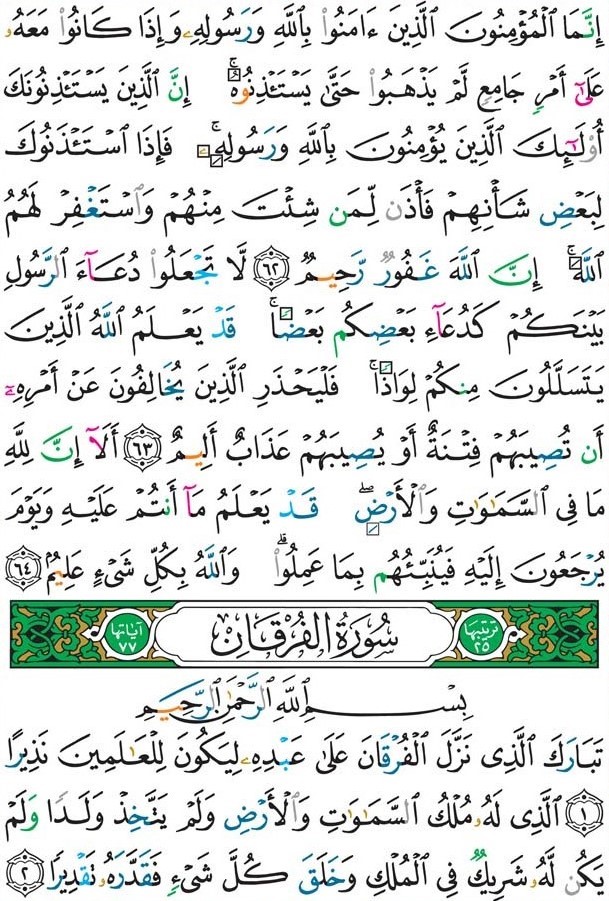 إِنَّمَا ٱلْمُؤْمِنُونَ ٱلَّذِينَ ءَامَنُوا۟ بِٱللَّهِ وَرَسُولِهِۦ وَإِذَا كَانُوا۟ مَعَهُۥ
عَلَىٰٓ أَمْرٍ جَامِعٍ لَّمْ يَذْهَبُوا۟ حَتَّىٰ يَسْتَـْٔذِنُوهُ ۚ إِنَّ ٱلَّذِينَ يَسْتَـْٔذِنُونَكَ
أُو۟لَـٰٓئِكَ ٱلَّذِينَ يُؤْمِنُونَ بِٱللَّهِ وَرَسُولِهِۦ ۚ فَإِذَا ٱسْتَـْٔذَنُوكَ
لِبَعْضِ شَأْنِهِمْ فَأْذَن لِّمَن شِئْتَ مِنْهُمْ وَٱسْتَغْفِرْ لَهُمُ
ٱللَّهَ ۚ إِنَّ ٱللَّهَ غَفُورٌ رَّحِيمٌ ٦٢ لَّا تَجْعَلُوا۟ دُعَآءَ ٱلرَّسُولِ
بَيْنَكُمْ كَدُعَآءِ بَعْضِكُم بَعْضًا ۚ قَدْ يَعْلَمُ ٱللَّهُ ٱلَّذِينَ
يَتَسَلَّلُونَ مِنكُمْ لِوَاذًا ۚ فَلْيَحْذَرِ ٱلَّذِينَ يُخَالِفُونَ عَنْ أَمْرِهِۦٓ
أَن تُصِيبَهُمْ فِتْنَةٌ أَوْ يُصِيبَهُمْ عَذَابٌ أَلِيمٌ ٦٣ أَلَآ إِنَّ لِلَّهِ
مَا فِى ٱلسَّمَـٰوَٰتِ وَٱلْأَرْضِ ۖ قَدْ يَعْلَمُ مَآ أَنتُمْ عَلَيْهِ وَيَوْمَ
يُرْجَعُونَ إِلَيْهِ فَيُنَبِّئُهُم بِمَا عَمِلُوا۟ ۗ وَٱللَّهُ بِكُلِّ شَىْءٍ عَلِيمٌۢ ٦٤
ترتيبها ٢٥ سُورَةُ الفُرْقَانِ آياتها ٧٧
بِسْمِ ٱللَّهِ ٱلرَّحْمَـٰنِ ٱلرَّحِيمِ
تَبَارَكَ ٱلَّذِى نَزَّلَ ٱلْفُرْقَانَ عَلَىٰ عَبْدِهِۦ لِيَكُونَ لِلْعَـٰلَمِينَ نَذِيرًا
١ ٱلَّذِى لَهُۥ مُلْكُ ٱلسَّمَـٰوَٰتِ وَٱلْأَرْضِ وَلَمْ يَتَّخِذْ وَلَدًا وَلَمْ
يَكُن لَّهُۥ شَرِيكٌ فِى ٱلْمُلْكِ وَخَلَقَ كُلَّ شَىْءٍ فَقَدَّرَهُۥ تَقْدِيرًا ٢